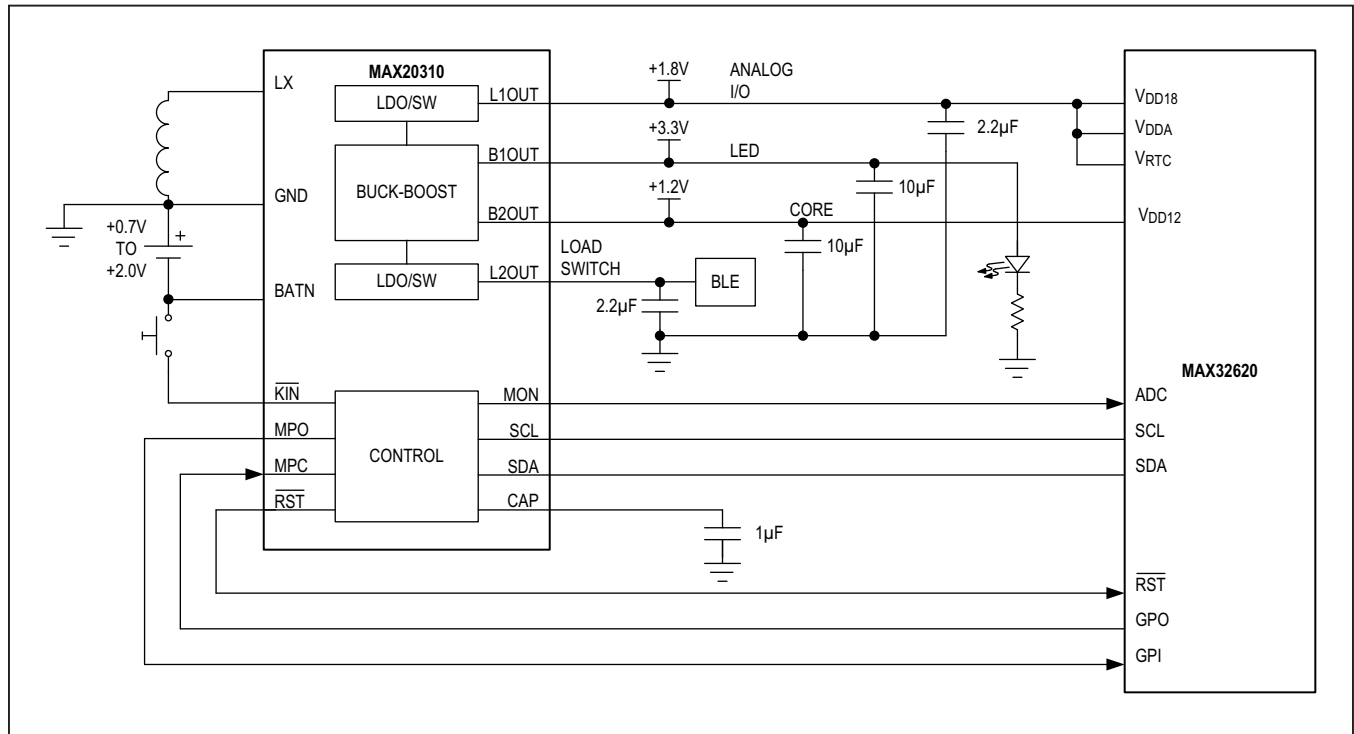 MAX20310
LX
GND
BATN
+0.7V
TO
+2.0V
+
LDO/SW
BUCK-BOOST
LDO/SW
L1OUT
B1OUT
B2OUT
L2OUT
+1.8V
ANALOG
I/O
+3.3V
LED
+1.2V
CORE
LOAD
SWITCH
2.2µF
10µF
10µF
2.2µF
BLE
VDD18
VDDA
VRTC
VDD12
MAX32620
KIN
MPO
MPC
RST
CONTROL
MON
SCL
SDA
CAP
1µF
ADC
SCL
SDA
RST
GPO
GPI